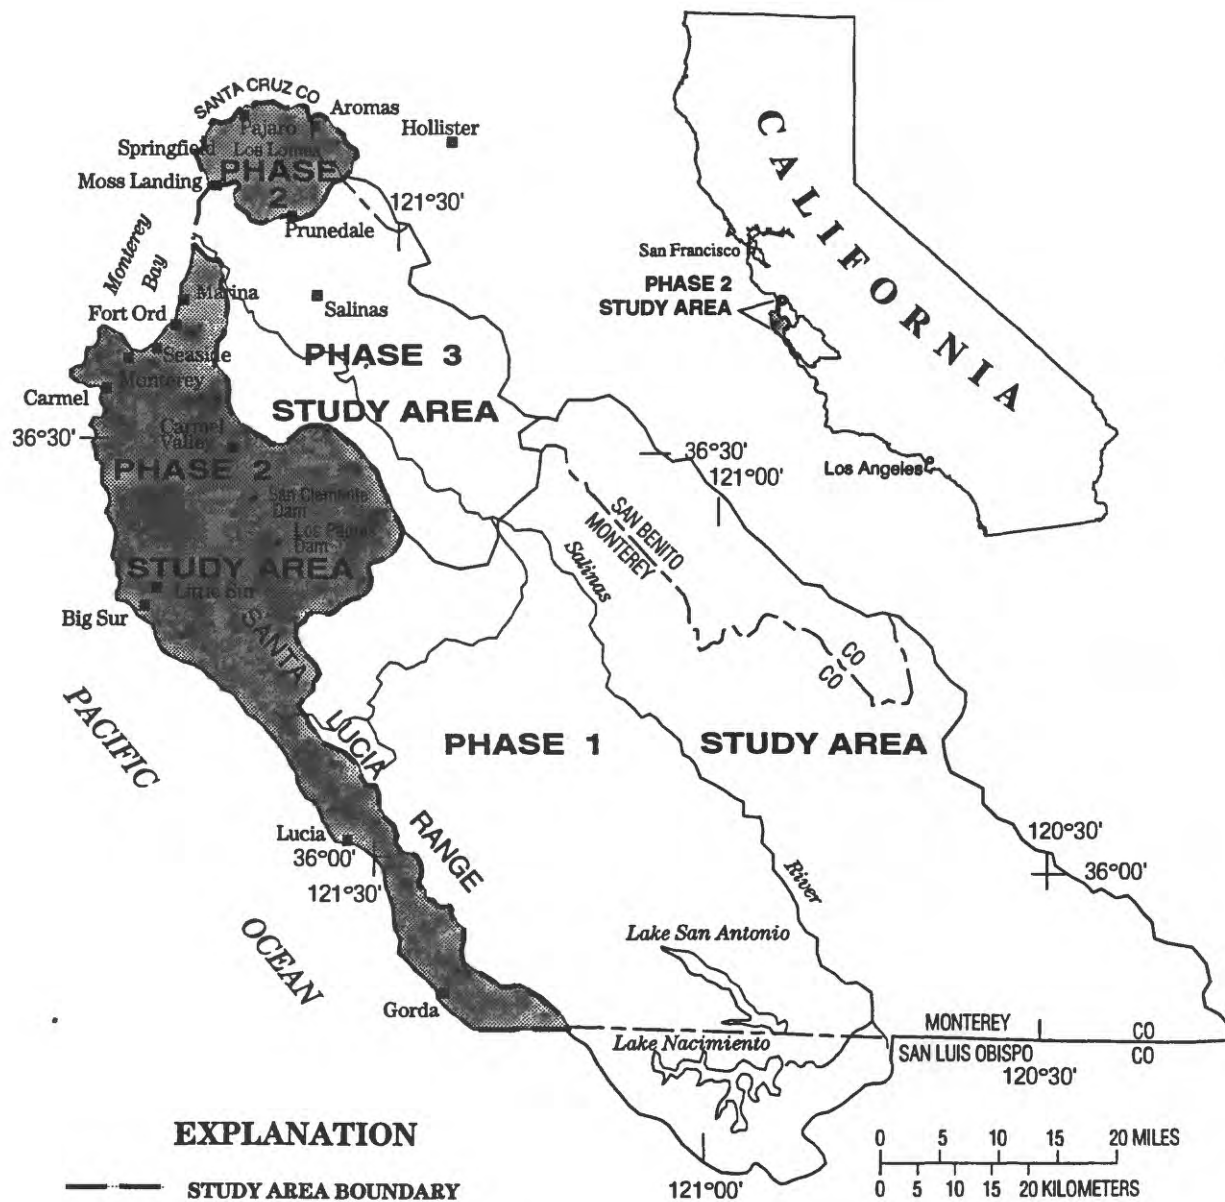 SANTA CRUZ CO
Aromas
Hollister
Pajaro
Springfield
Los Lomas
Moss Landing
PHASE
2
121°30'
Prunedale
Monterey
Bay
Marina
Fort Ord
Salinas
Seaside
PHASE 3
Monterey
Carmel
STUDY AREA
36°30'
Carmel
Valley
PHASE 2
San Clemente
Dam
Los Padres
Dam
STUDY AREA
Little Sur
Big Sur
36°30'
121°00'
SAN BENITO
MONTEREY
CO
CO
Salinas
River
SANTA
LUCIA
RANGE
PACIFIC
OCEAN
PHASE 1
STUDY AREA
Lucia
36°00'
121°30'
120°30'
36°00'
Lake San Antonio
Gorda
Lake Nacimiento
MONTEREY CO
SAN LUIS OBISPO CO
120°30'
121°00'
CALIFORNIA
San Francisco
PHASE 2
STUDY AREA
Los Angeles
EXPLANATION
STUDY AREA BOUNDARY
0 5 10 15 20 MILES
0 5 10 15 20 KILOMETERS